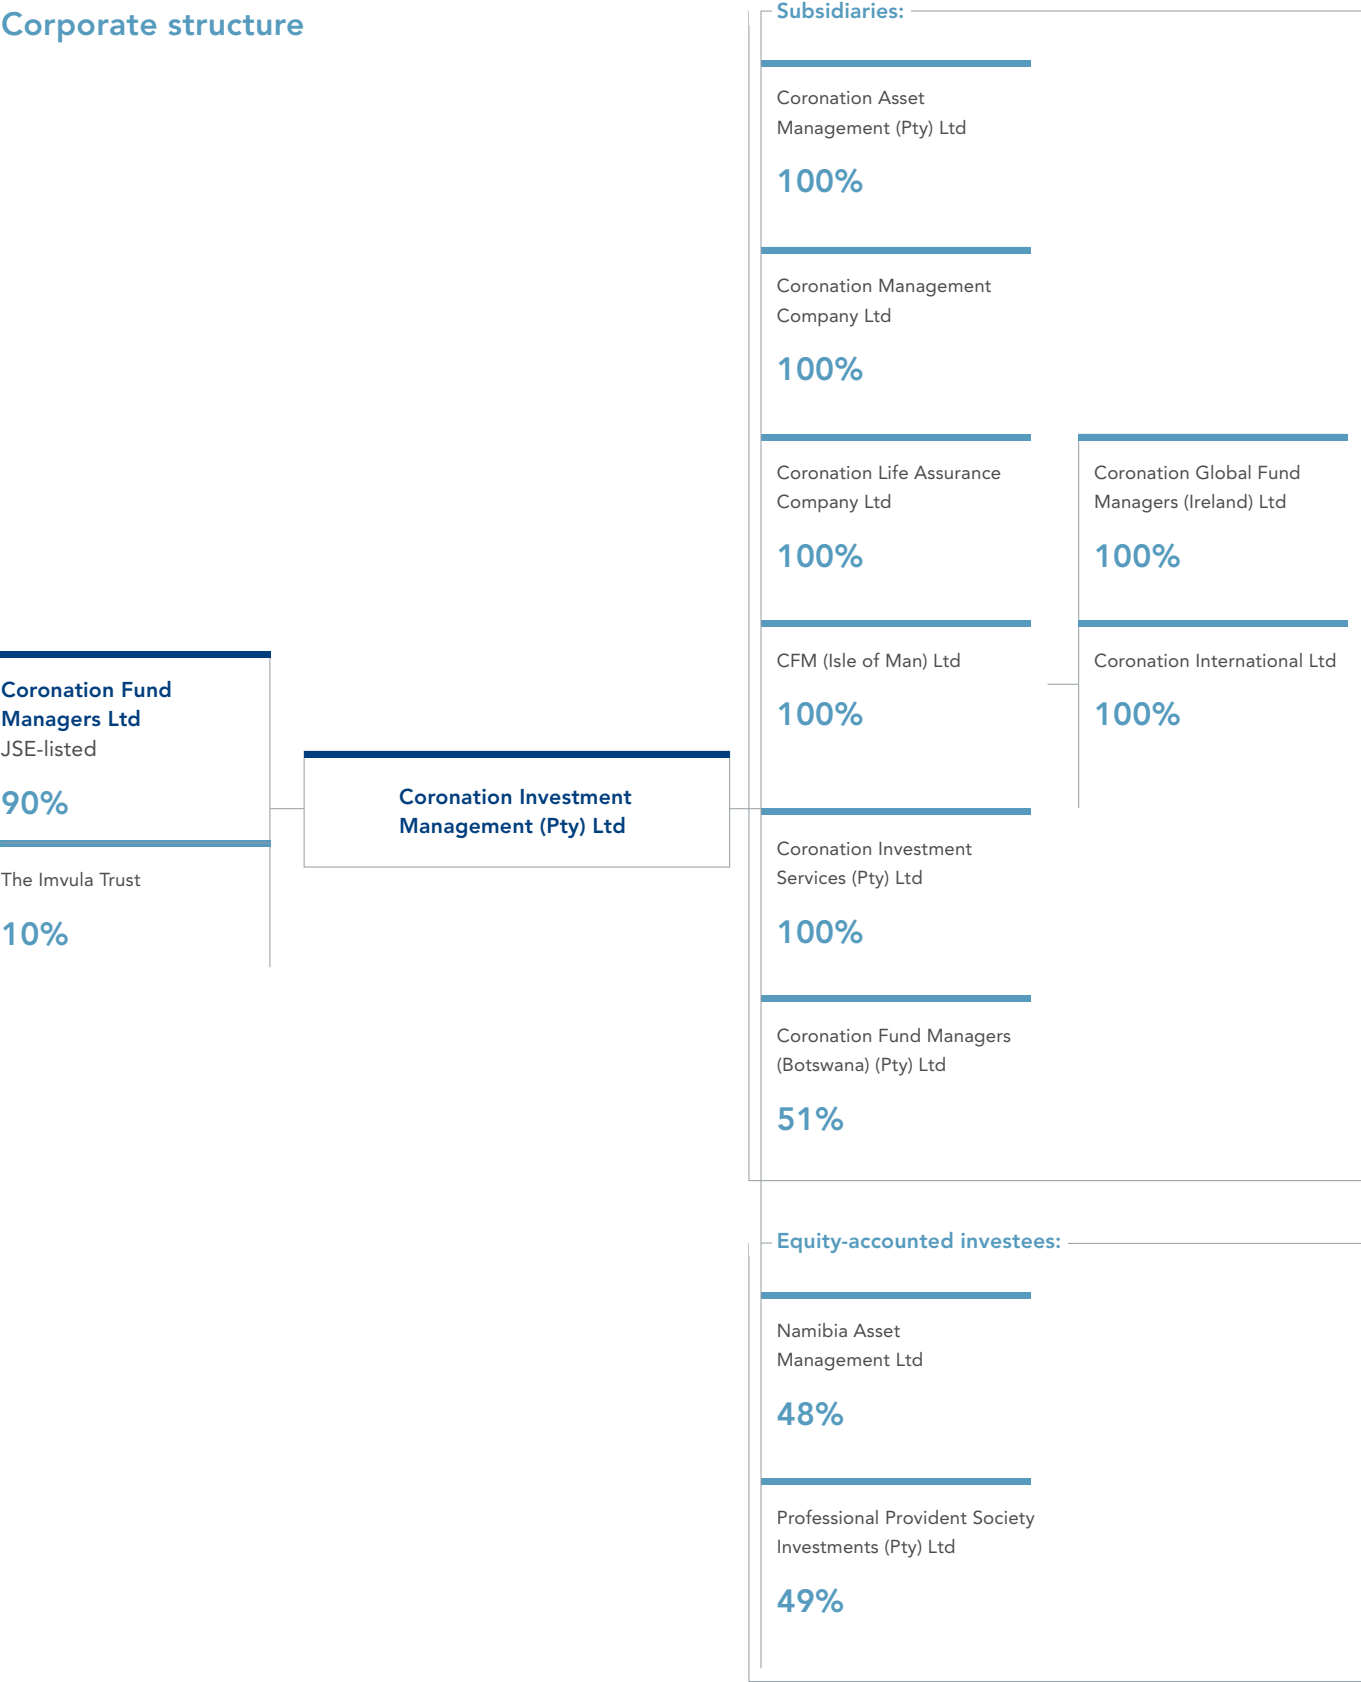 Corporate structure
Coronation Fund
Managers Ltd
JSE-listed
90%
The Imvula Trust
10%
Coronation Investment
Management (Pty) Ltd
Subsidiaries:
Coronation Asset
Management (Pty) Ltd
100%
Coronation Management
Company Ltd
100%
Coronation Life Assurance
Company Ltd
100%
CFM (Isle of Man) Ltd
100%
Coronation Global Fund
Managers (Ireland) Ltd
100%
Coronation International Ltd
100%
Coronation Investment
Services (Pty) Ltd
100%
Coronation Fund Managers
(Botswana) (Pty) Ltd
51%
Equity-accounted investees:
Namibia Asset
Management Ltd
48%
Professional Provident Society
Investments (Pty) Ltd
49%